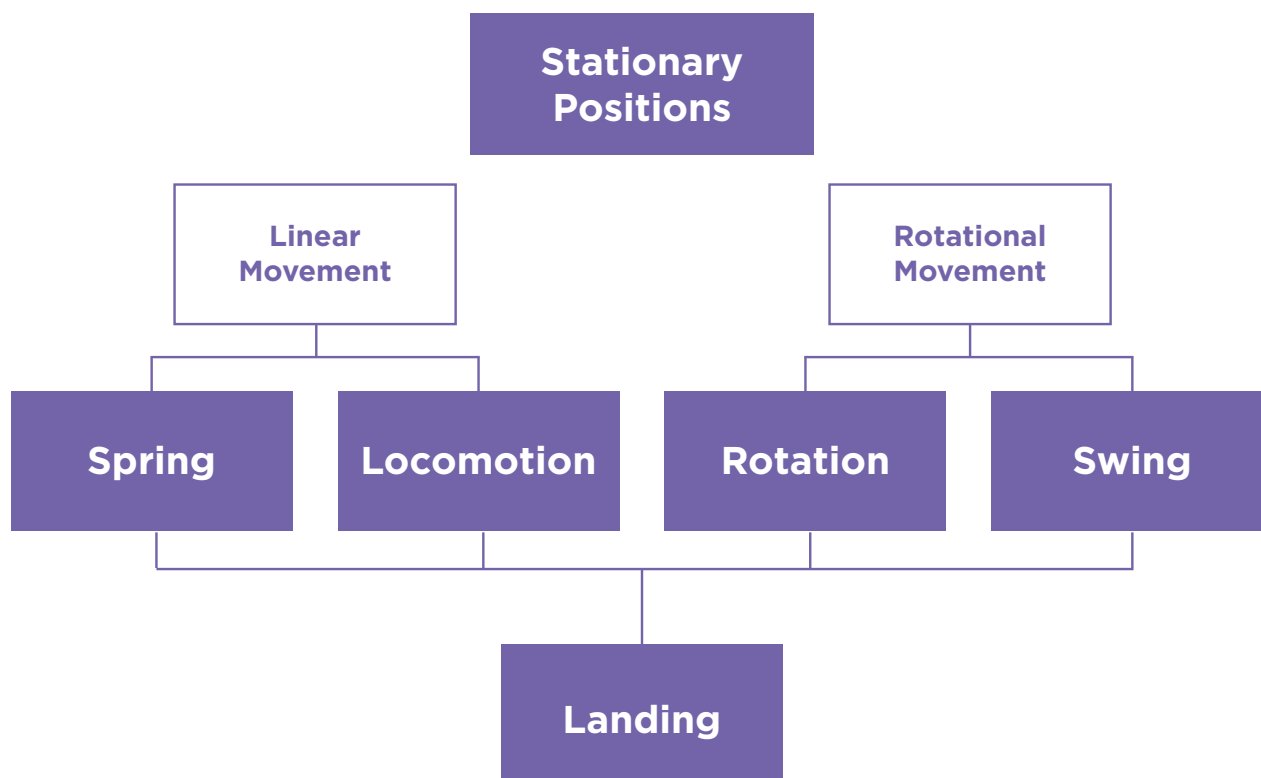 Stationary
Positions
Linear
Movement
Rotational
Movement
Spring
Locomotion
Rotation
Swing
Landing